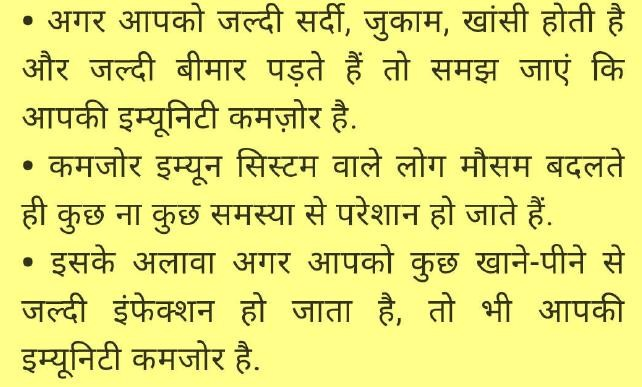 • अगर आपको जल्दी सर्दी, जुकाम, खांसी होती है
और जल्दी बीमार पड़ते हैं तो समझ जाएं कि
आपकी इम्यूनिटी कमज़ोर है.
• कमजोर इम्यून सिस्टम वाले लोग मौसम बदलते
ही कुछ ना कुछ समस्या से परेशान हो जाते हैं.
• इसके अलावा अगर आपको कुछ खाने-पीने से
जल्दी इंफेक्शन हो जाता है, तो भी आपकी
इम्यूनिटी कमजोर है.